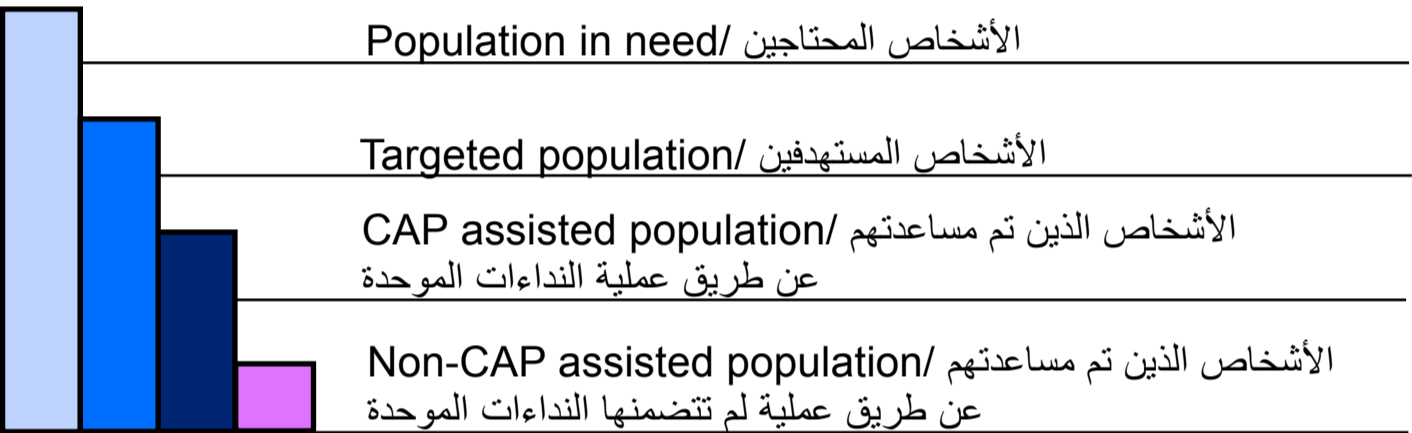 Population in need/ الأشخاص المحتاجين
Targeted population/ الأشخاص المستهدفين
CAP assisted population/ الأشخاص الذين تم مساعدتهم
عن طريق عملية النداءات الموحدة
Non-CAP assisted population/ الأشخاص الذين تم مساعدتهم
عن طريق عملية لم تتضمنها النداءات الموحدة